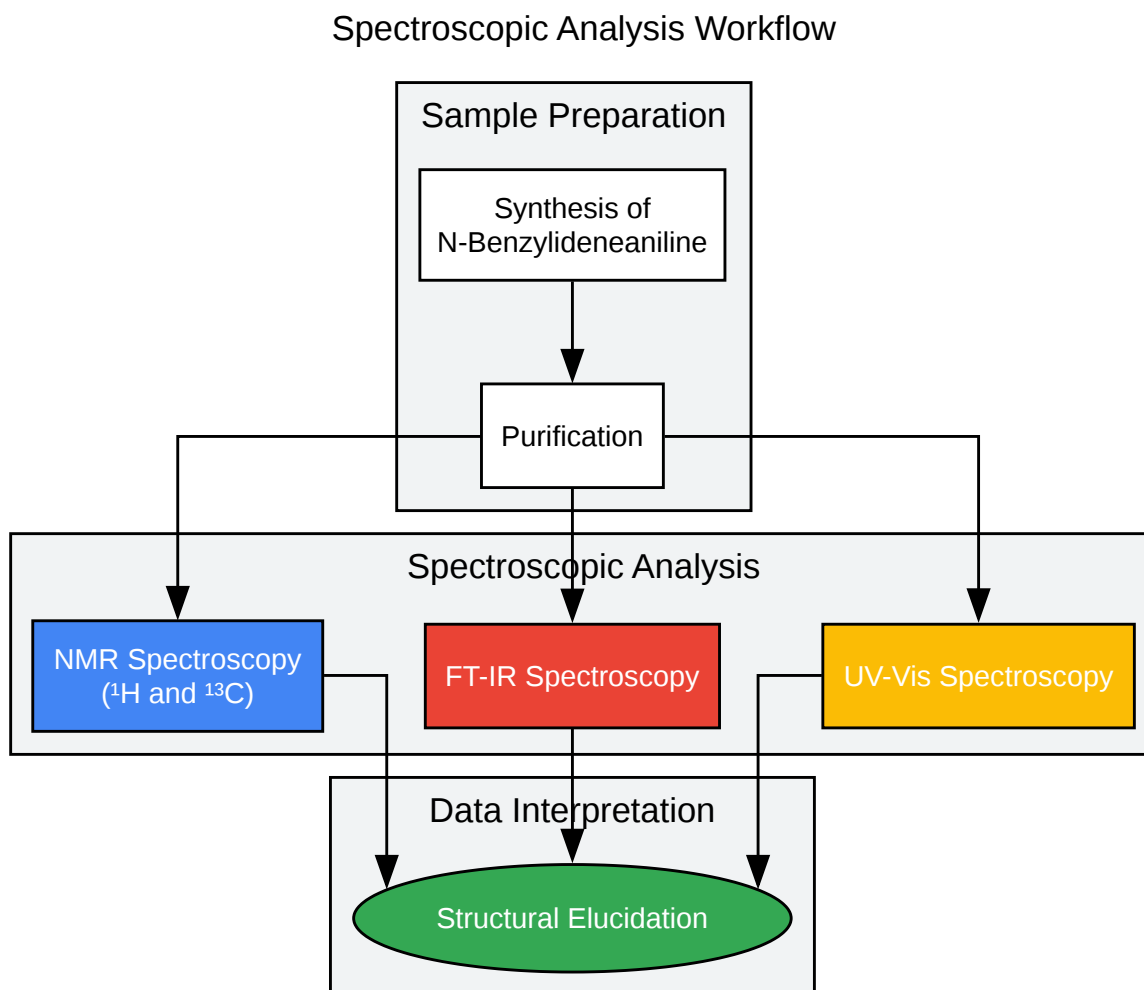 Spectroscopic Analysis Workflow
Sample Preparation
Synthesis of
N-Benzylideneaniline
Purification
Spectroscopic Analysis
NMR Spectroscopy
(¹H and ¹³C)
FT-IR Spectroscopy
UV-Vis Spectroscopy
Data Interpretation
Structural Elucidation